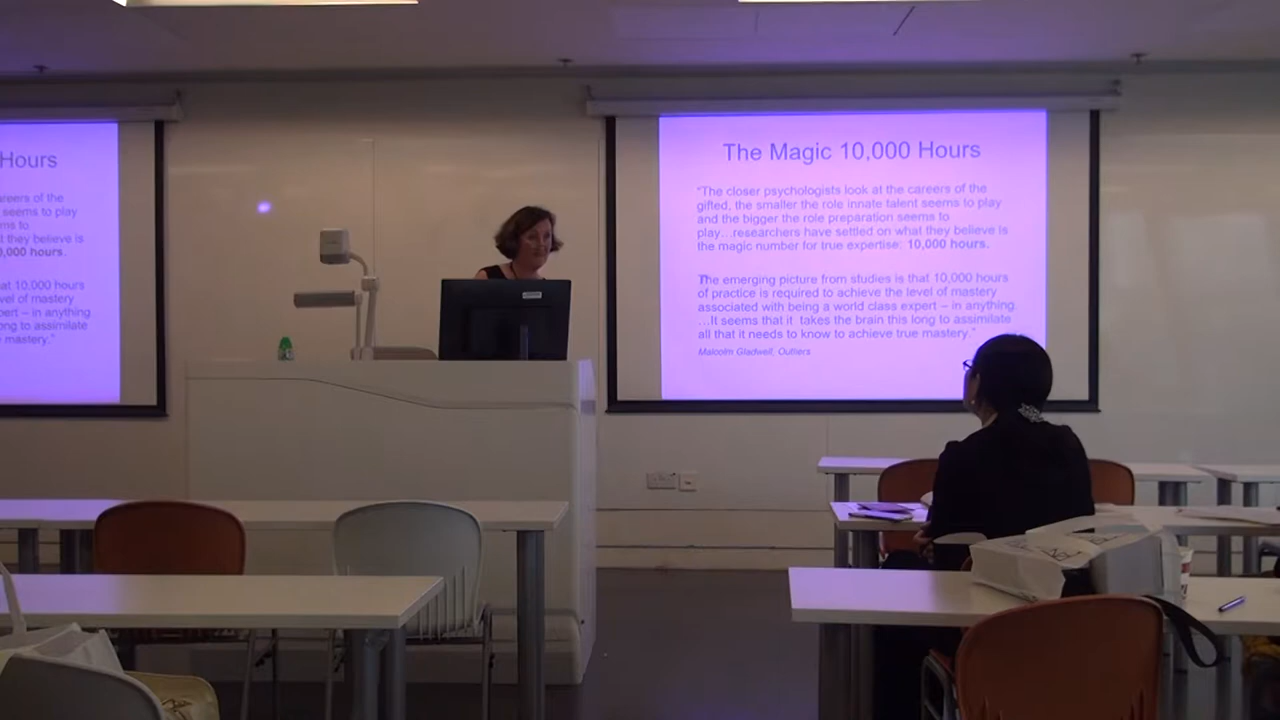 Hours
areers of the
seems to play
ms to
t they believe is
0,000 hours.
at 10,000 hours
vel of mastery
pert – in anything
ong to assimilate
e mastery."
The Magic 10,000 Hours
"The closer psychologists look at the careers of the
gifted, the smaller the role innate talent seems to play
and the bigger the role preparation seems to
play…researchers have settled on what they believe is
the magic number for true expertise: 10,000 hours.
The emerging picture from studies is that 10,000 hours
of practice is required to achieve the level of mastery
associated with being a world class expert – in anything.
…It seems that it takes the brain this long to assimilate
all that it needs to know to achieve true mastery."
Malcolm Gladwell, Outliers